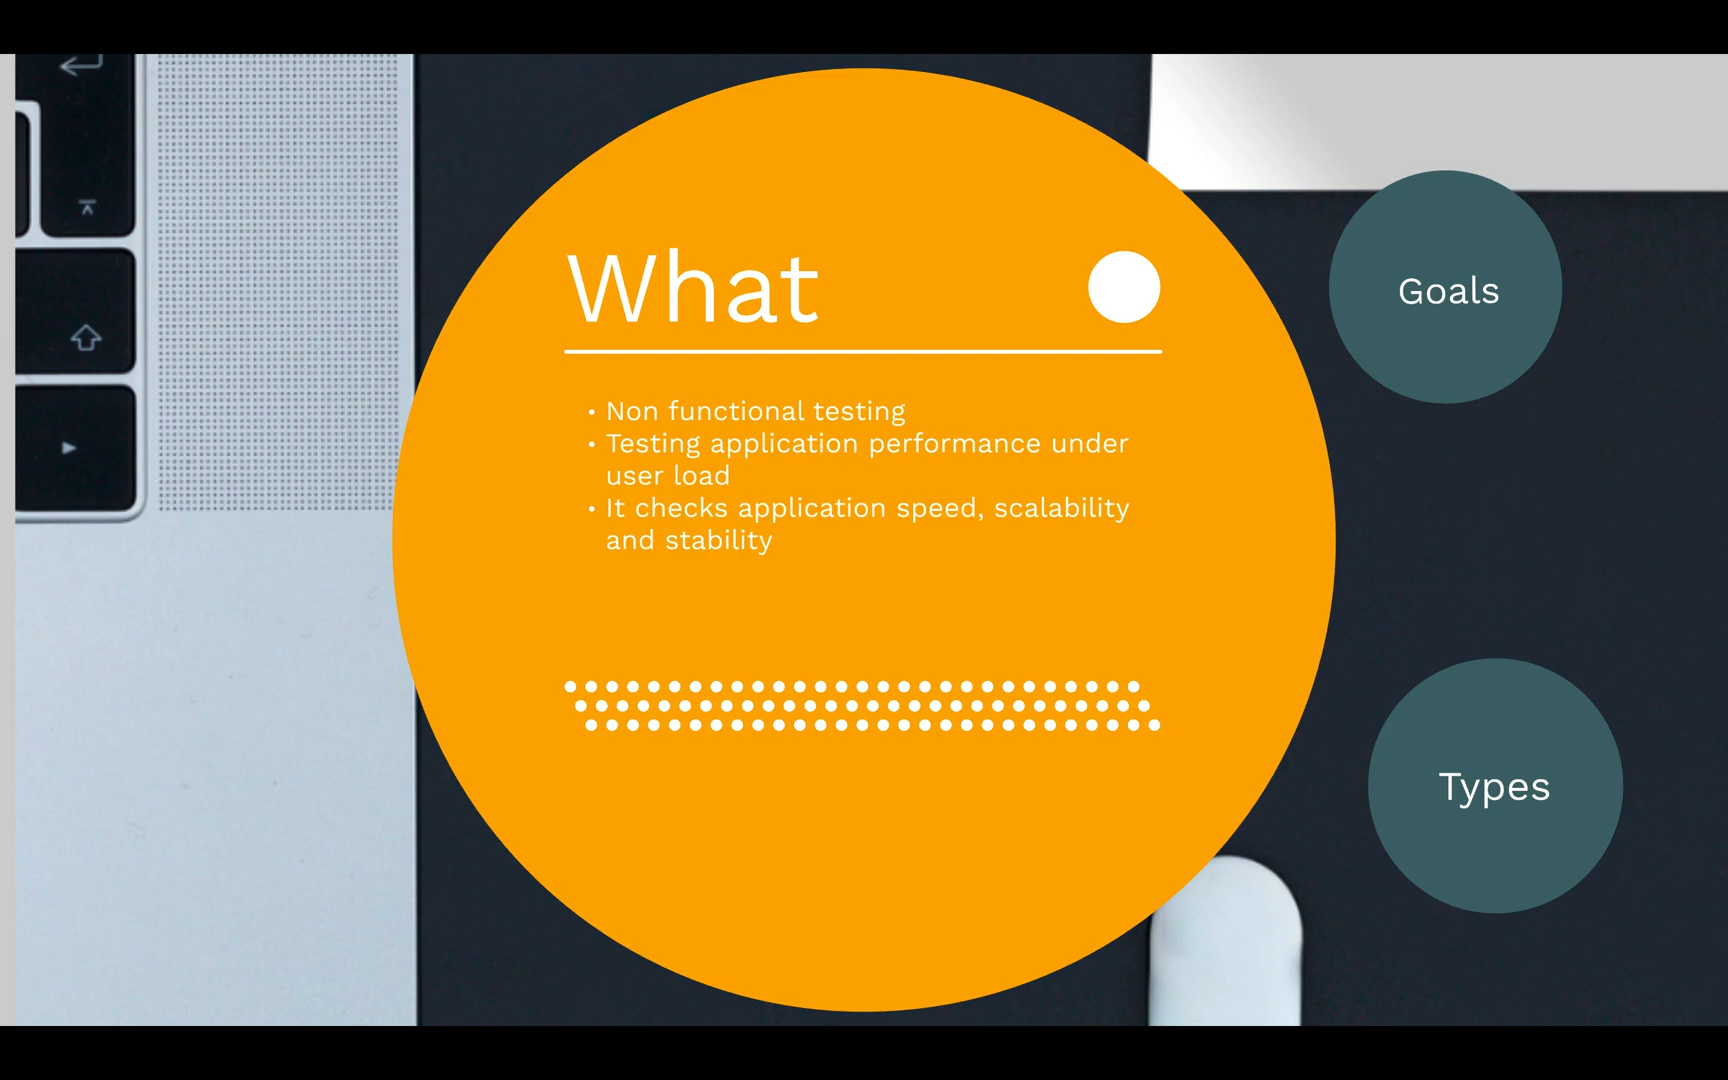 What
• Non functional testing
• Testing application performance under
user load
• It checks application speed, scalability
and stability
Goals
Types